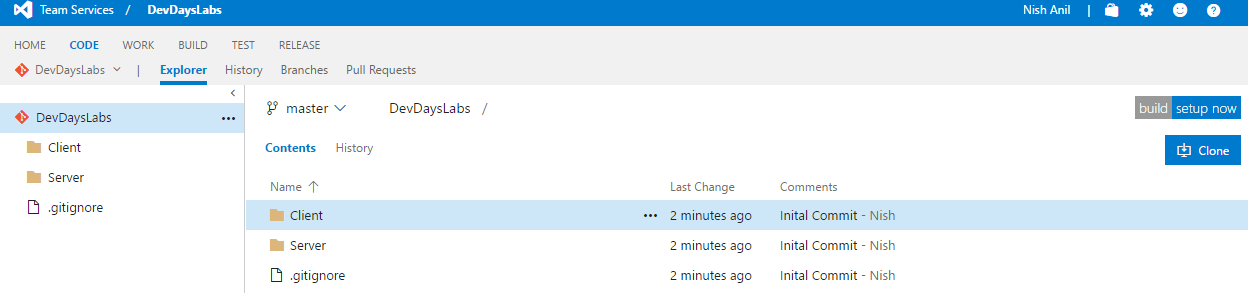 Team Services / DevDaysLabs Nish Anil |
HOME CODE WORK BUILD TEST RELEASE
DevDaysLabs | Explorer History Branches Pull Requests
DevDaysLabs ...
Client
Server
.gitignore
master DevDaysLabs / build setup now
Contents History Clone
Name ↑ Last Change Comments
Client ... 2 minutes ago Inital Commit - Nish
Server 2 minutes ago Inital Commit - Nish
.gitignore 2 minutes ago Inital Commit - Nish